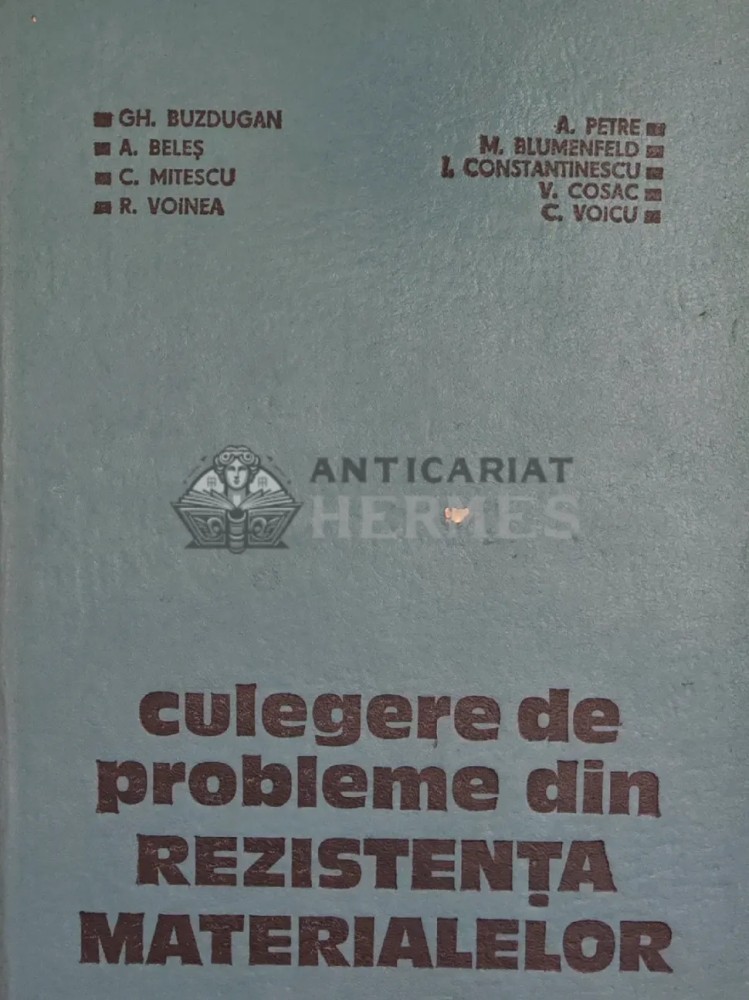 GH. BUZDUGAN
A. BELEŞ
C. MITESCU
R. VOINEA
A. PETRE
M. BLUMENFELD
I. CONSTANTINESCU
V. COSAC
C. VOICU
ANTICARIAT
HERMES
culegere de
probleme din
REZISTENȚA
MATERIALELOR